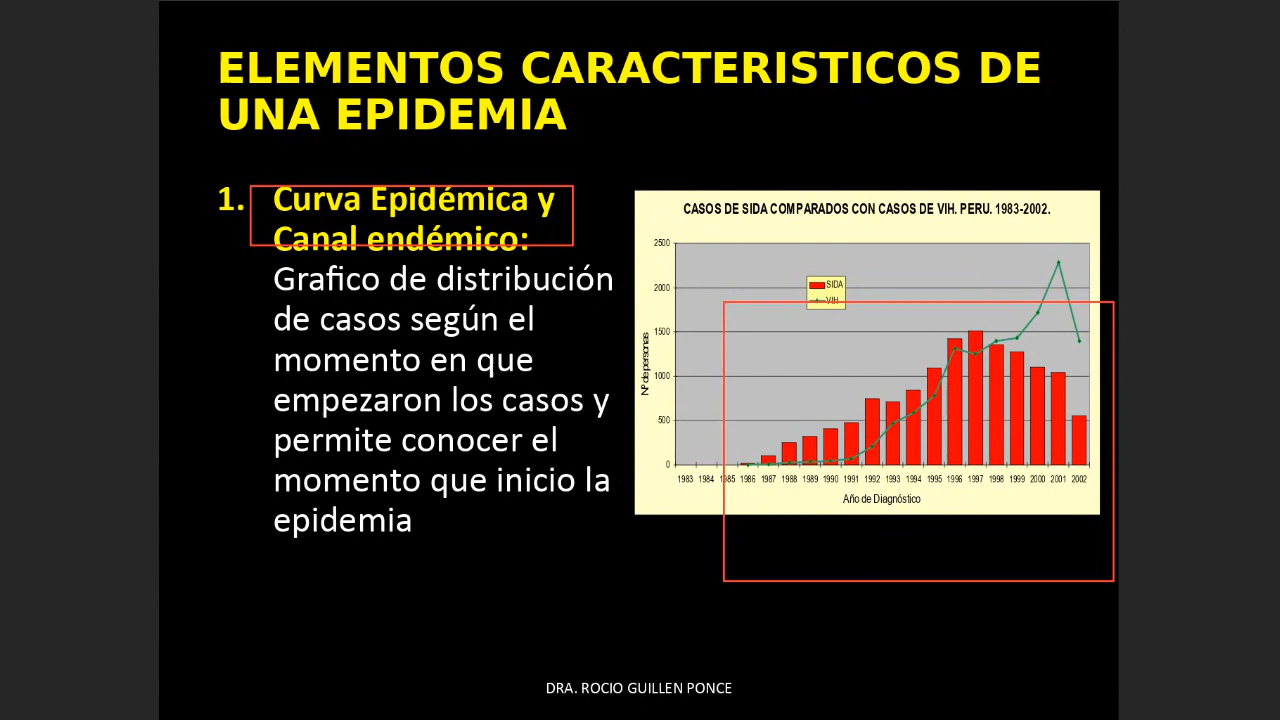 ELEMENTOS CARACTERISTICOS DE
UNA EPIDEMIA
1. Curva Epidémica y
Canal endémico:
Grafico de distribución
de casos según el
momento en que
empezaron los casos y
permite conocer el
momento que inicio la
epidemia
CASOS DE SIDA COMPARADOS CON CASOS DE VIH. PERU. 1983-2002.
2500
2000
1500
1000
500
0
Nº de personas
SIDA
VIH
1983 1984 1985 1986 1987 1988 1989 1990 1991 1992 1993 1994 1995 1996 1997 1998 1999 2000 2001 2002
Año de Diagnóstico
DRA. ROCIO GUILLEN PONCE